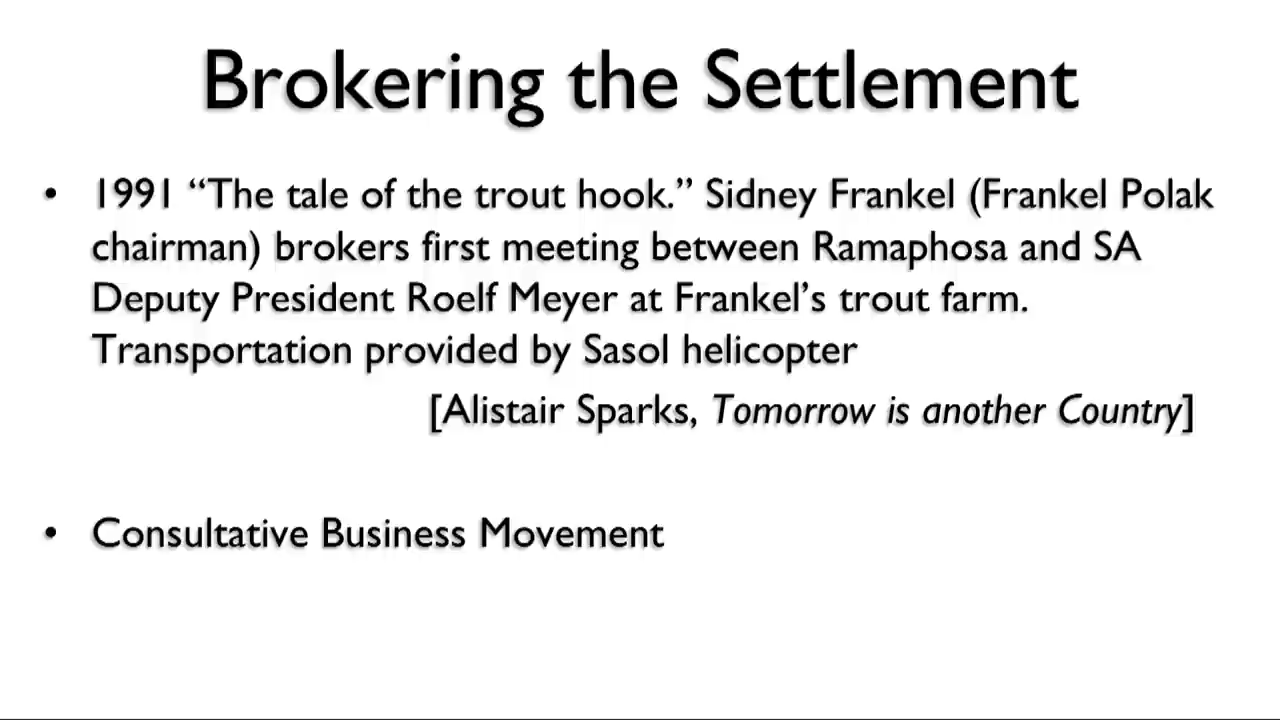 Brokering the Settlement
• 1991 “The tale of the trout hook.” Sidney Frankel (Frankel Polak
chairman) brokers first meeting between Ramaphosa and SA
Deputy President Roelf Meyer at Frankel’s trout farm.
Transportation provided by Sasol helicopter
[Alistair Sparks, Tomorrow is another Country]
• Consultative Business Movement